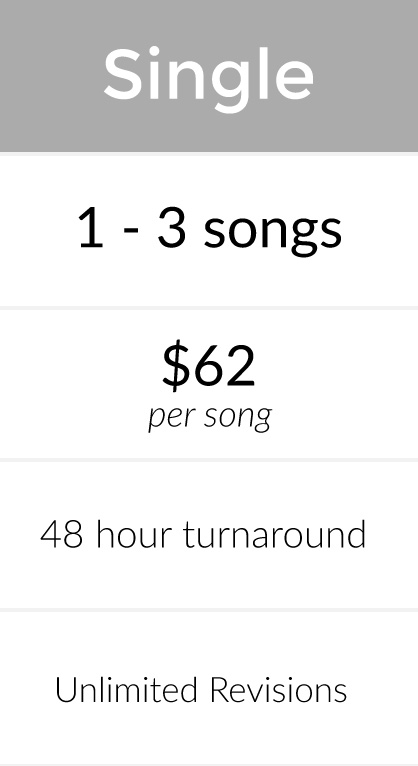 Single
1 - 3 songs
$62
per song
48 hour turnaround
Unlimited Revisions